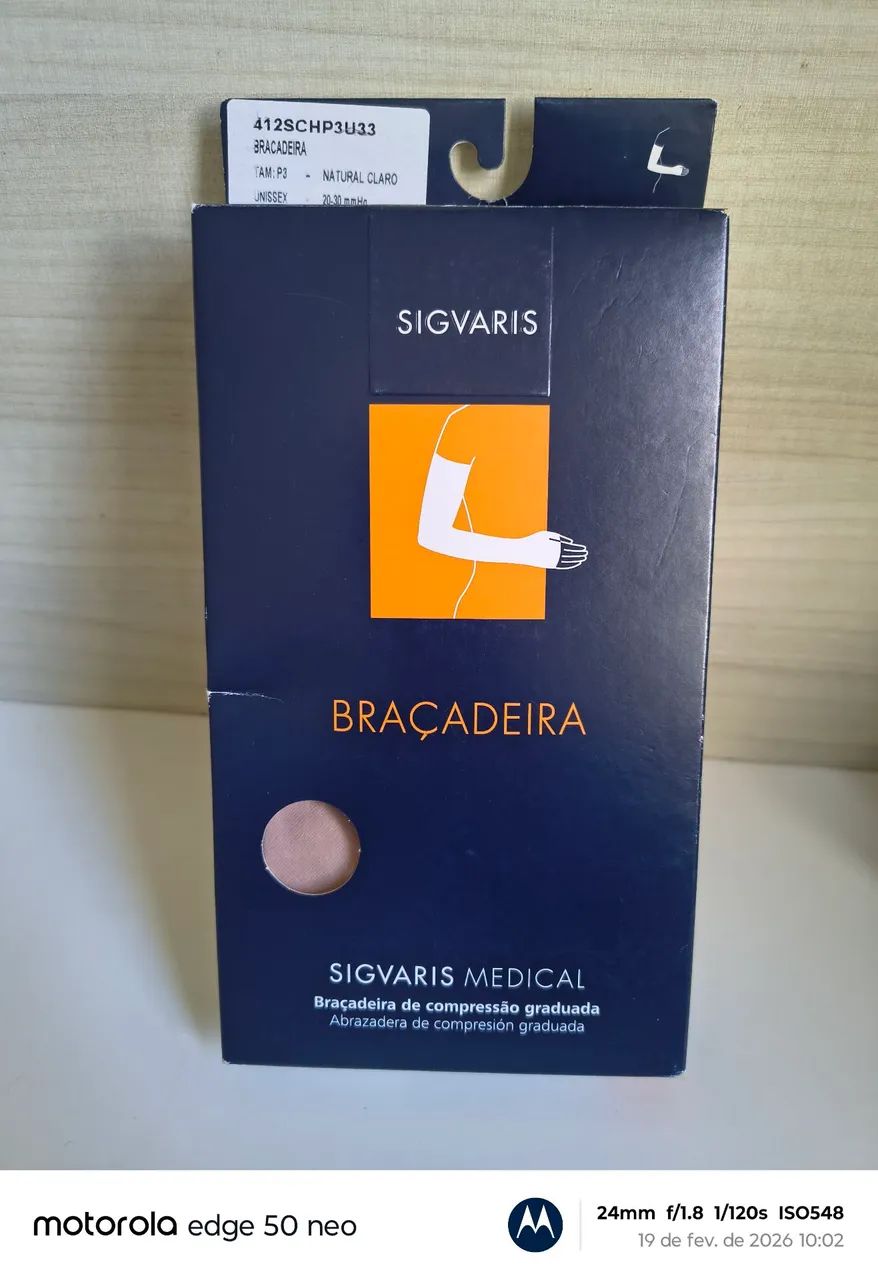 412SCHP3U33
BRACADEIRA
TAM: P3 - NATURAL CLARO
UNISSEX - 20-30 mmHg
SIGVARIS
BRAÇADEIRA
SIGVARIS MEDICAL
Braçadeira de compressão graduada
Abrazadera de compresión graduada
motorola edge 50 neo
24mm f/1.8 1/120s ISO548
19 de fev. de 2026 10:02